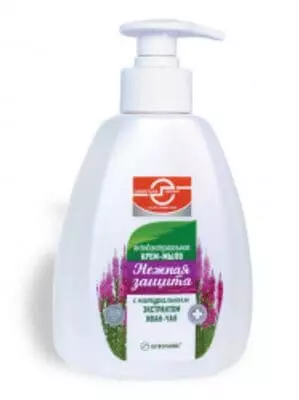 Антибактериальное
КРЕМ-МЫЛО
Нежная
защита
с натуральным
ЭКСТРАКТОМ
ИВАН-ЧАЯ